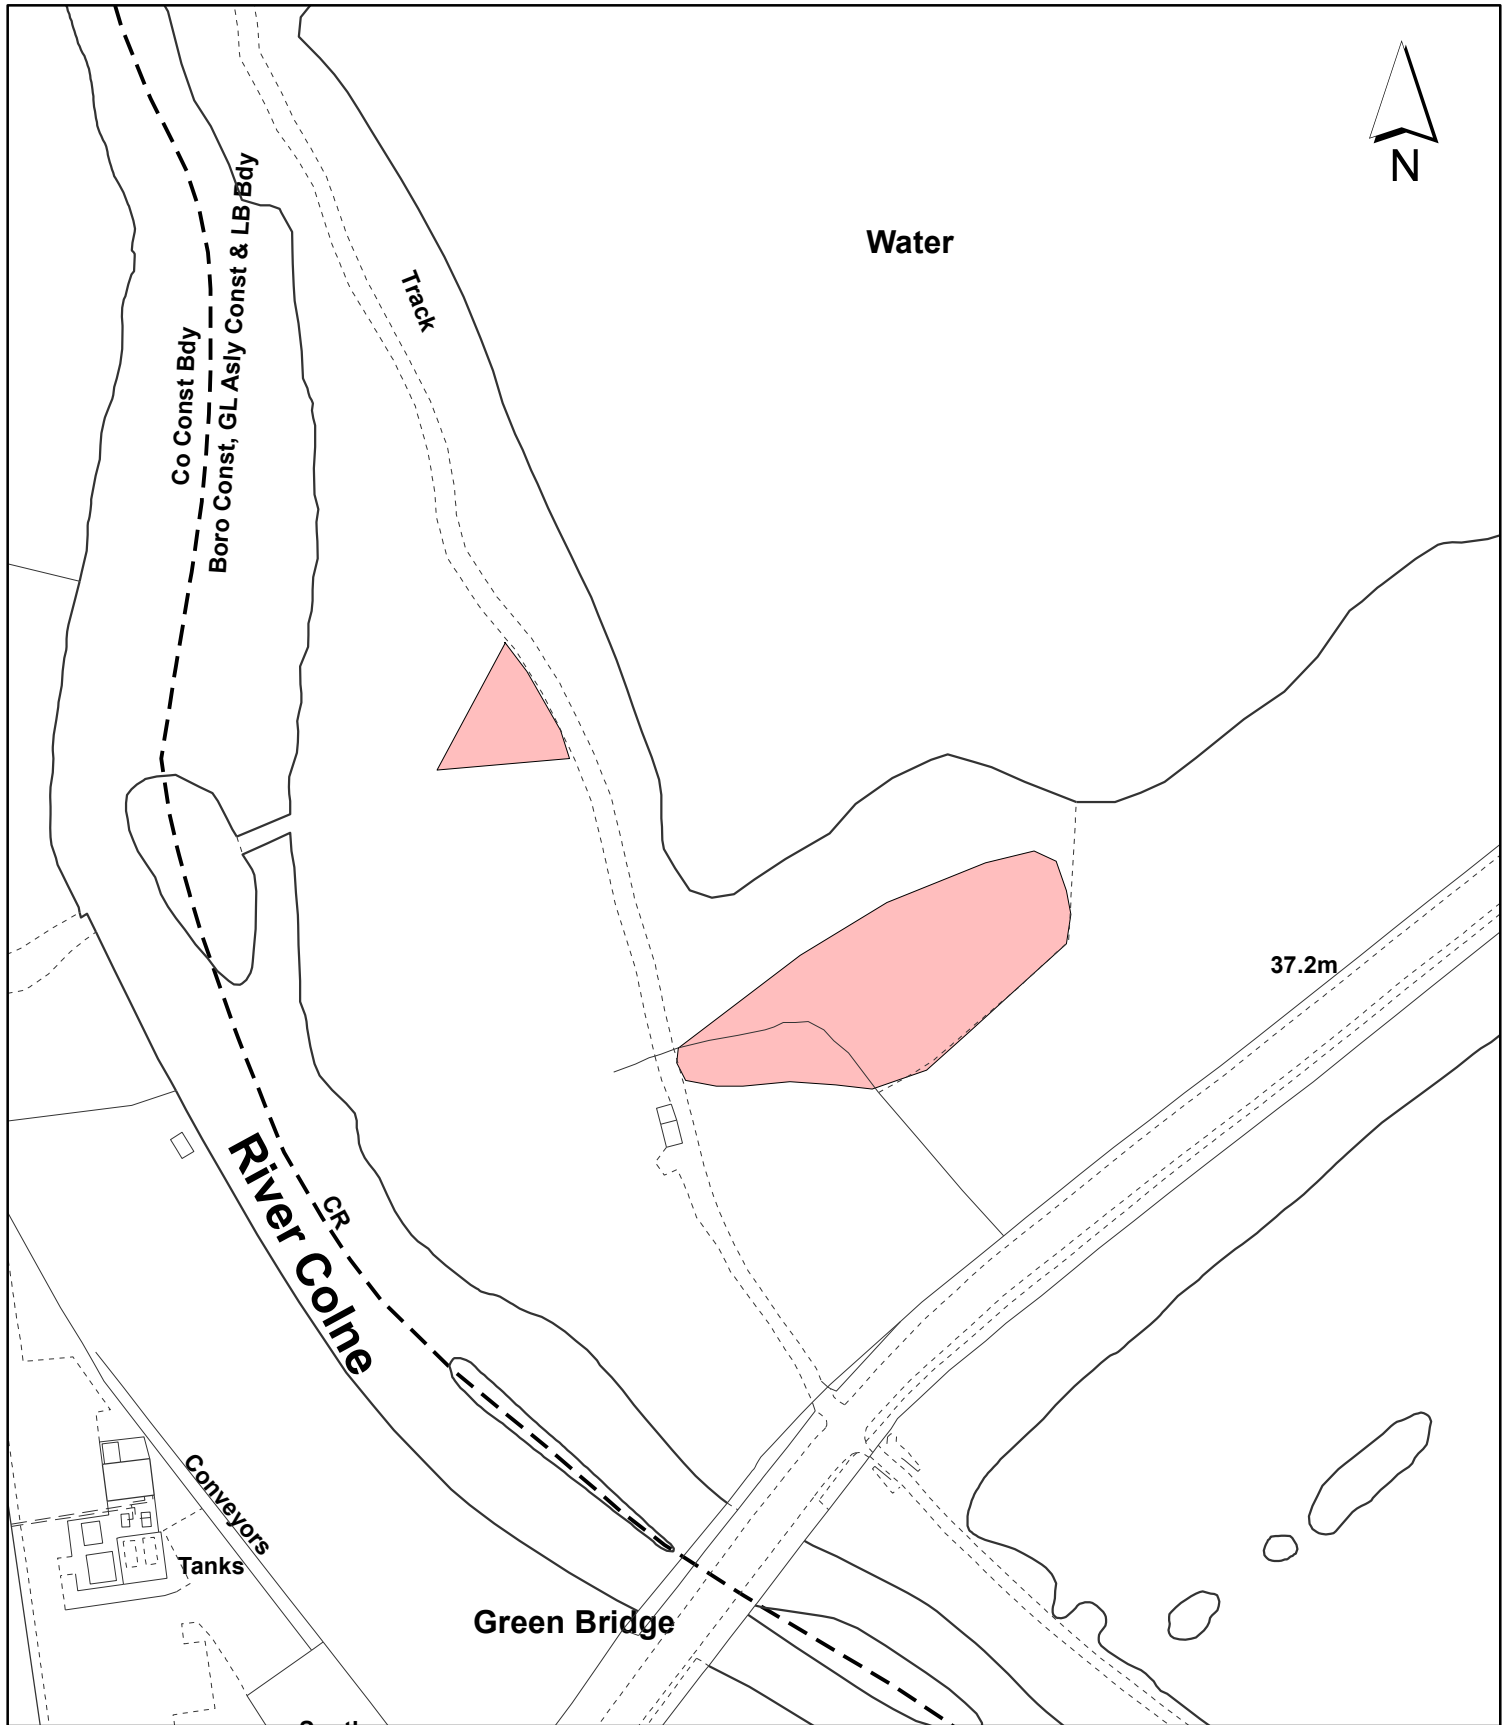 N
Water
Track
Co Const Bdy
Boro Const, GL Asly Const & LB Bdy
37.2m
CR
River Colne
Conveyors
Tanks
Green Bridge